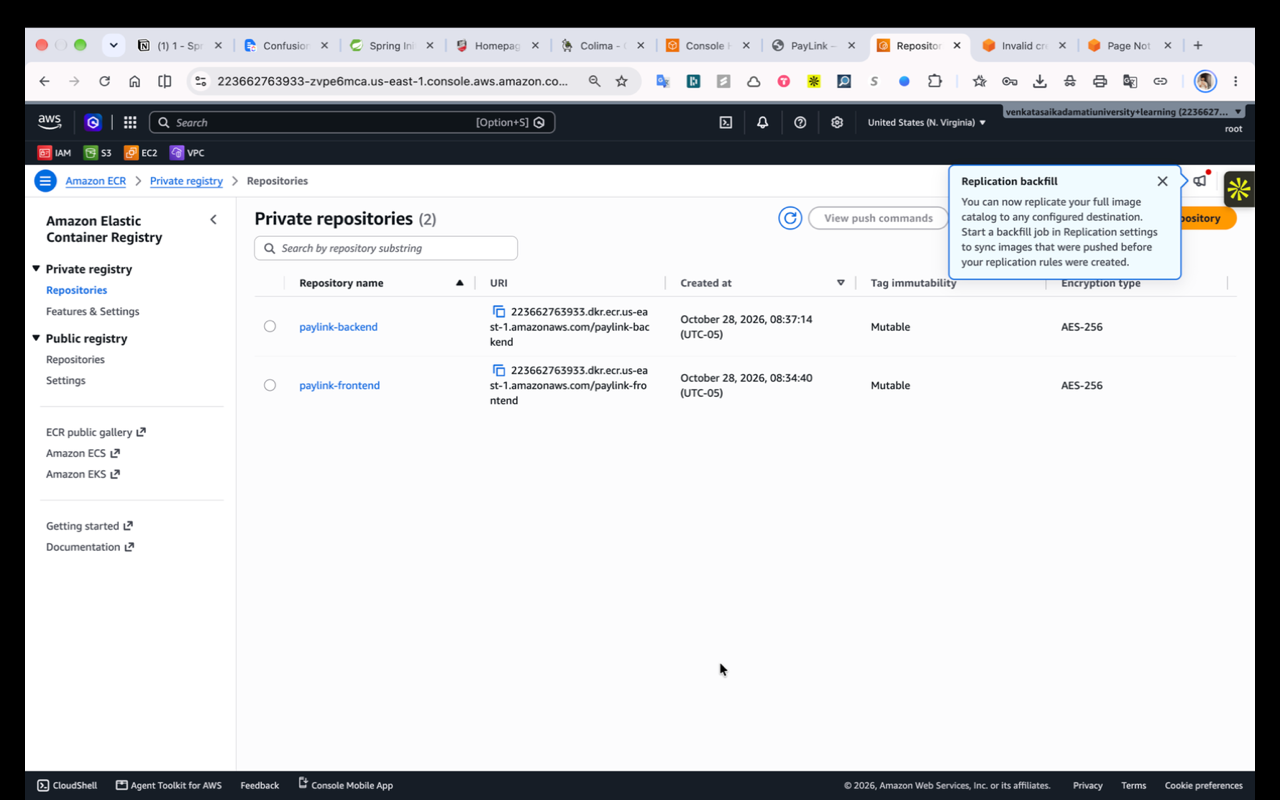 (1) 1 - Spr
Confusion
Spring Ini
Homepag
Colima -
Console H
PayLink –
Repositor
Invalid cr
Page Not
223662763933-zvpe6mca.us-east-1.console.aws.amazon.co...
aws
Search
[Option+S]
United States (N. Virginia)
venkatasaikadamatiuniversity+learning (2236627...
root
IAM
S3
EC2
VPC
Amazon ECR
Private registry
Repositories
Amazon Elastic
Container Registry
Private registry
Repositories
Features & Settings
Public registry
Repositories
Settings
ECR public gallery
Amazon ECS
Amazon EKS
Getting started
Documentation
Private repositories (2)
View push commands
pository
Search by repository substring
Replication backfill
You can now replicate your full image
catalog to any configured destination.
Start a backfill job in Replication settings
to sync images that were pushed before
your replication rules were created.
Repository name
URI
Created at
Tag immutability
Encryption type
paylink-backend
223662763933.dkr.ecr.us-ea
st-1.amazonaws.com/paylink-bac
kend
October 28, 2026, 08:37:14
(UTC-05)
Mutable
AES-256
paylink-frontend
223662763933.dkr.ecr.us-ea
st-1.amazonaws.com/paylink-fro
ntend
October 28, 2026, 08:34:40
(UTC-05)
Mutable
AES-256
CloudShell
Agent Toolkit for AWS
Feedback
Console Mobile App
© 2026, Amazon Web Services, Inc. or its affiliates.
Privacy
Terms
Cookie preferences